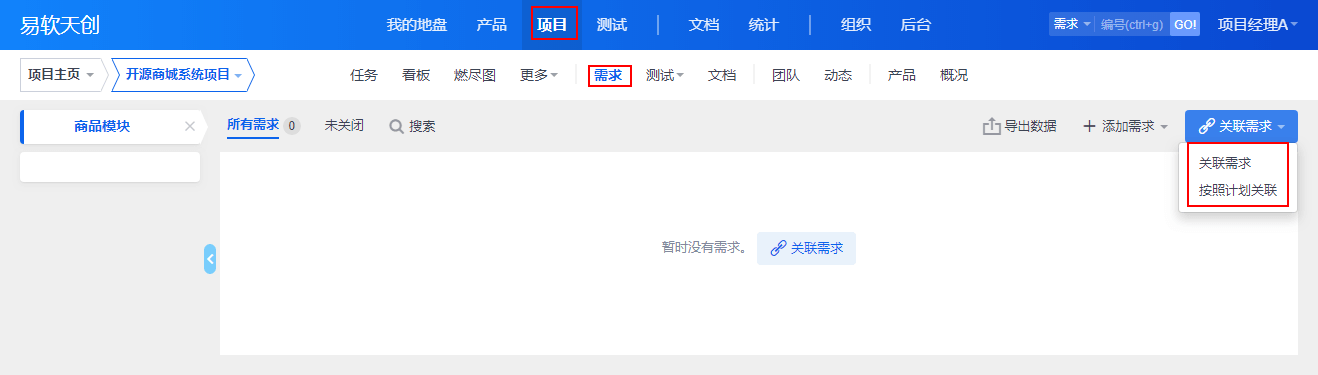 易软天创 我的地盘 产品 项目 测试 文档 统计 组织 后台 需求 编号(ctrl+g) GO! 项目经理A
项目主页 开源商城系统项目 任务 看板 燃尽图 更多 需求 测试 文档 团队 动态 产品 概况
商品模块 所有需求 0 未关闭 搜索 导出数据 添加需求 关联需求
关联需求
按照计划关联
暂时没有需求。 关联需求